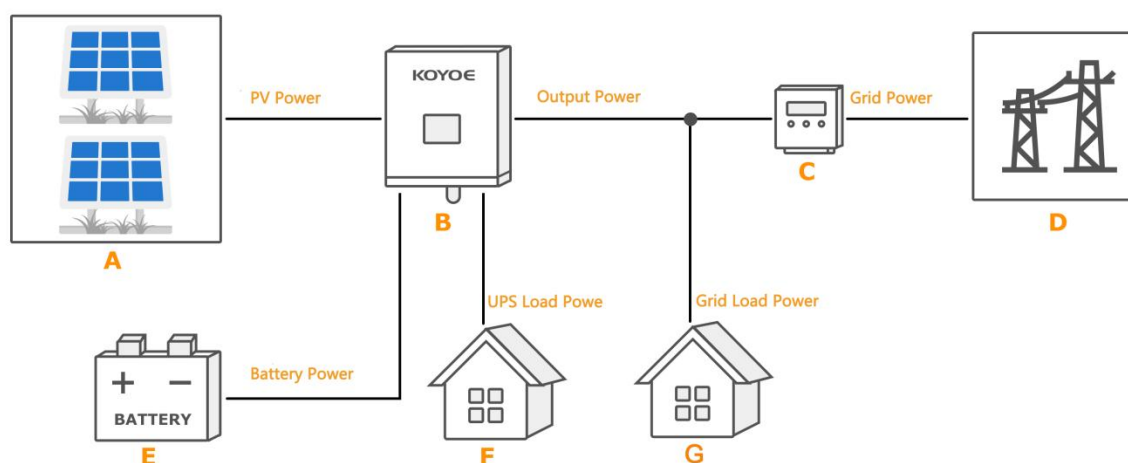 KOYOE
PV Power
Output Power
Grid Power
A
B
C
D
UPS Load Powe
Grid Load Power
Battery Power
+ −
BATTERY
E
F
G